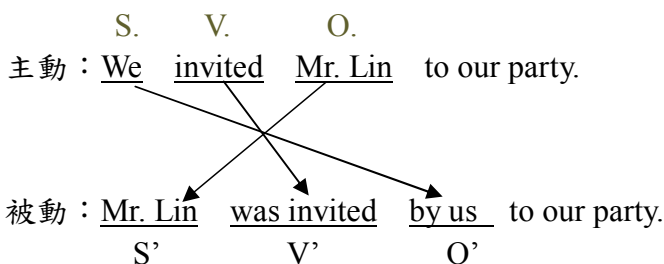 S. V. O.
主動：We invited Mr. Lin to our party.
被動：Mr. Lin was invited by us to our party.
S’ V’ O’